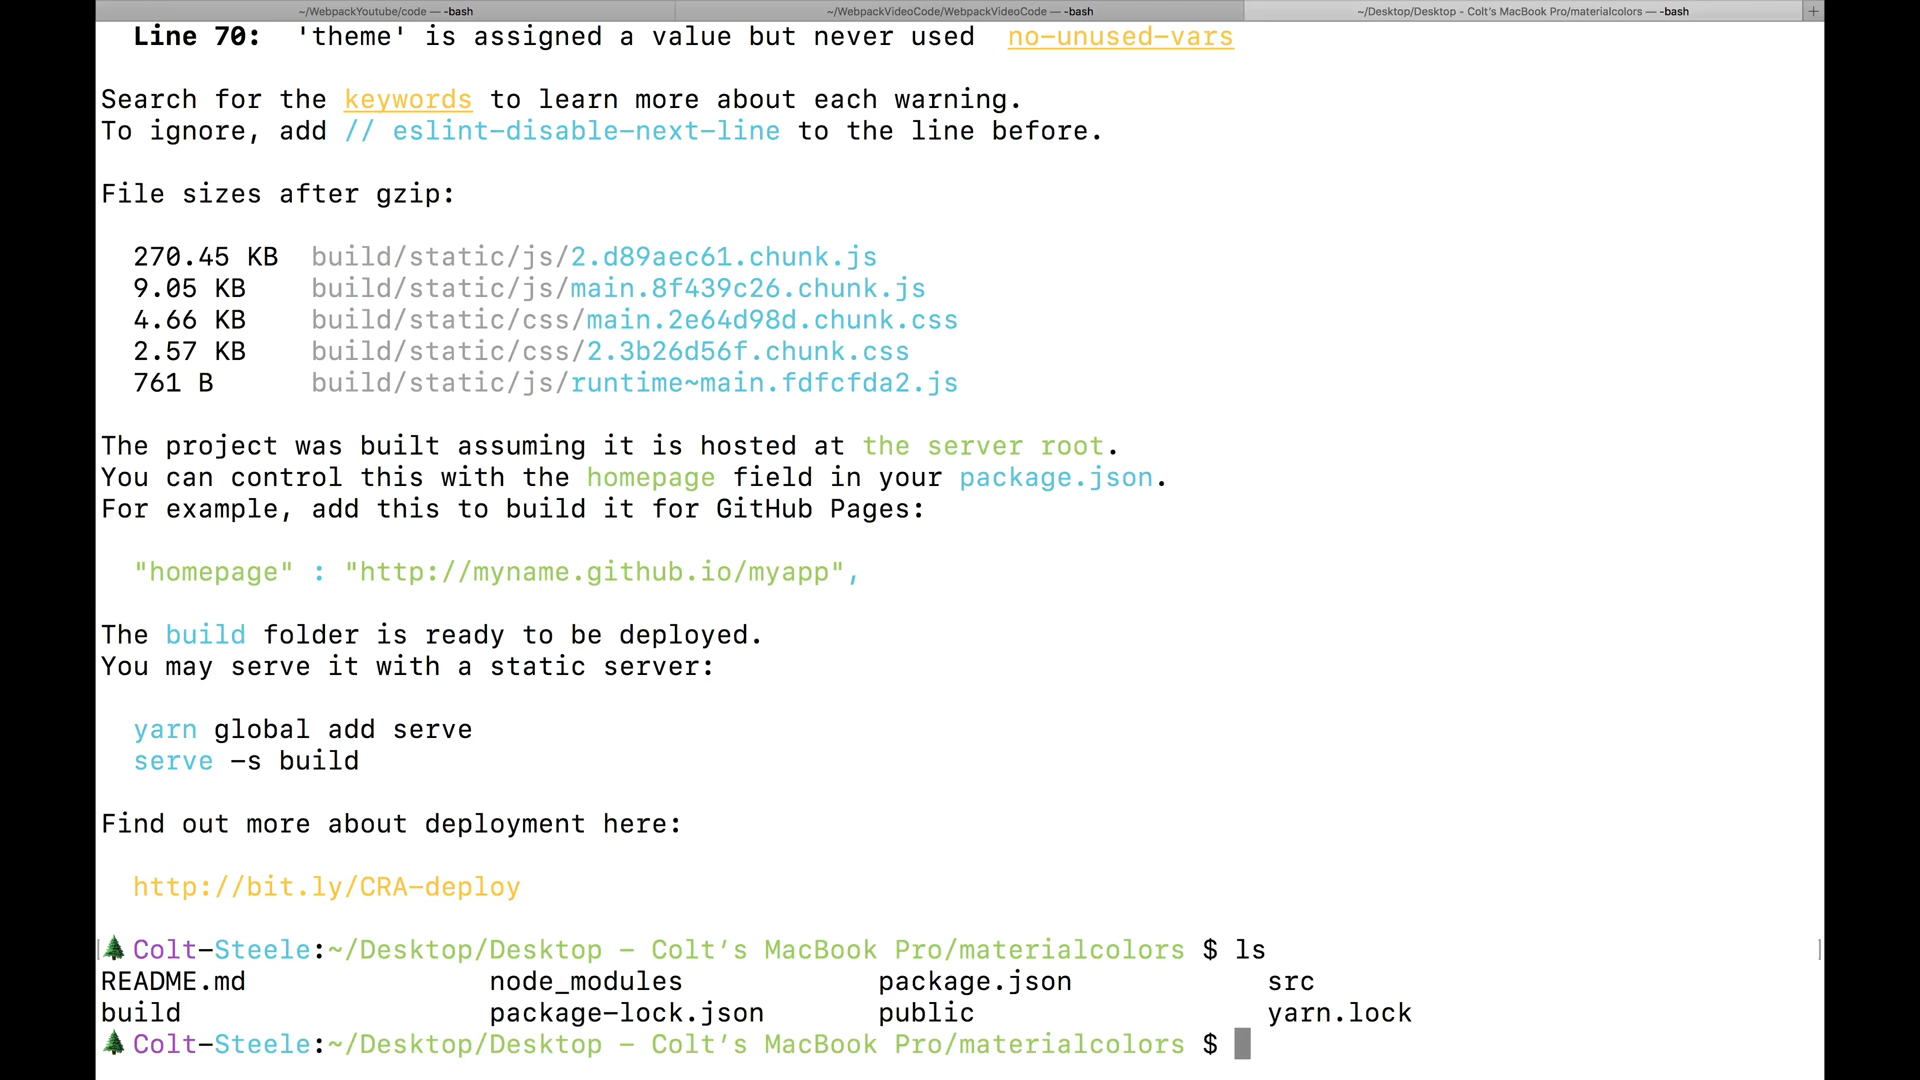 ~/WebpackYoutube/code — -bash
~/WebpackVideoCode/WebpackVideoCode — -bash
~/Desktop/Desktop - Colt's MacBook Pro/materialcolors — -bash
+
Line 70:  'theme' is assigned a value but never used  no-unused-vars
Search for the keywords to learn more about each warning.
To ignore, add // eslint-disable-next-line to the line before.
File sizes after gzip:
270.45 KB  build/static/js/2.d89aec61.chunk.js
9.05 KB    build/static/js/main.8f439c26.chunk.js
4.66 KB    build/static/css/main.2e64d98d.chunk.css
2.57 KB    build/static/css/2.3b26d56f.chunk.css
761 B      build/static/js/runtime~main.fdfcfda2.js
The project was built assuming it is hosted at the server root.
You can control this with the homepage field in your package.json.
For example, add this to build it for GitHub Pages:
"homepage" : "http://myname.github.io/myapp",
The build folder is ready to be deployed.
You may serve it with a static server:
yarn global add serve
serve -s build
Find out more about deployment here:
http://bit.ly/CRA-deploy
Colt-Steele:~/Desktop/Desktop - Colt's MacBook Pro/materialcolors $ ls
README.md  node_modules  package.json  src
build  package-lock.json  public  yarn.lock
Colt-Steele:~/Desktop/Desktop - Colt's MacBook Pro/materialcolors $